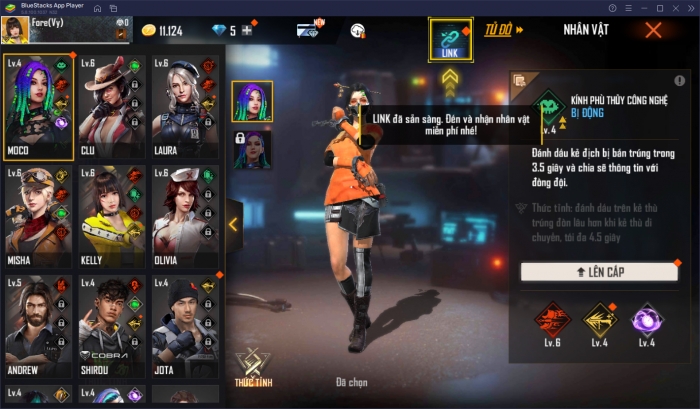 BlueStacks App Player
Fore(Vy)
0
11.124
5
NEW
LINK
TỦ ĐỒ
NHÂN VẬT
Lv.4
MOCO
Lv.6
CLU
Lv.6
LAURA
LINK đã sẵn sàng. Đến và nhận nhân vật
miễn phí nhé!
KÍNH PHÙ THỦY CÔNG NGHỆ
BỊ ĐỘNG
Lv.4
Đánh dấu kẻ địch bị bắn trúng trong
3.5 giây và chia sẻ thông tin với
đồng đội.
Thức tỉnh: đánh dấu trên kẻ thù
trúng đòn lâu hơn khi kẻ thù di
chuyển, tối đa 4.5 giây
Lv.6
MISHA
Lv.6
KELLY
Lv.6
OLIVIA
LÊN CẤP
Lv.6
Lv.4
Lv.4
Lv.5
ANDREW
Lv.4
COBRA
SHIROU
Lv.4
JOTA
THỨC TỈNH
Đã chọn
Lv.4
Lv.4
Lv.4